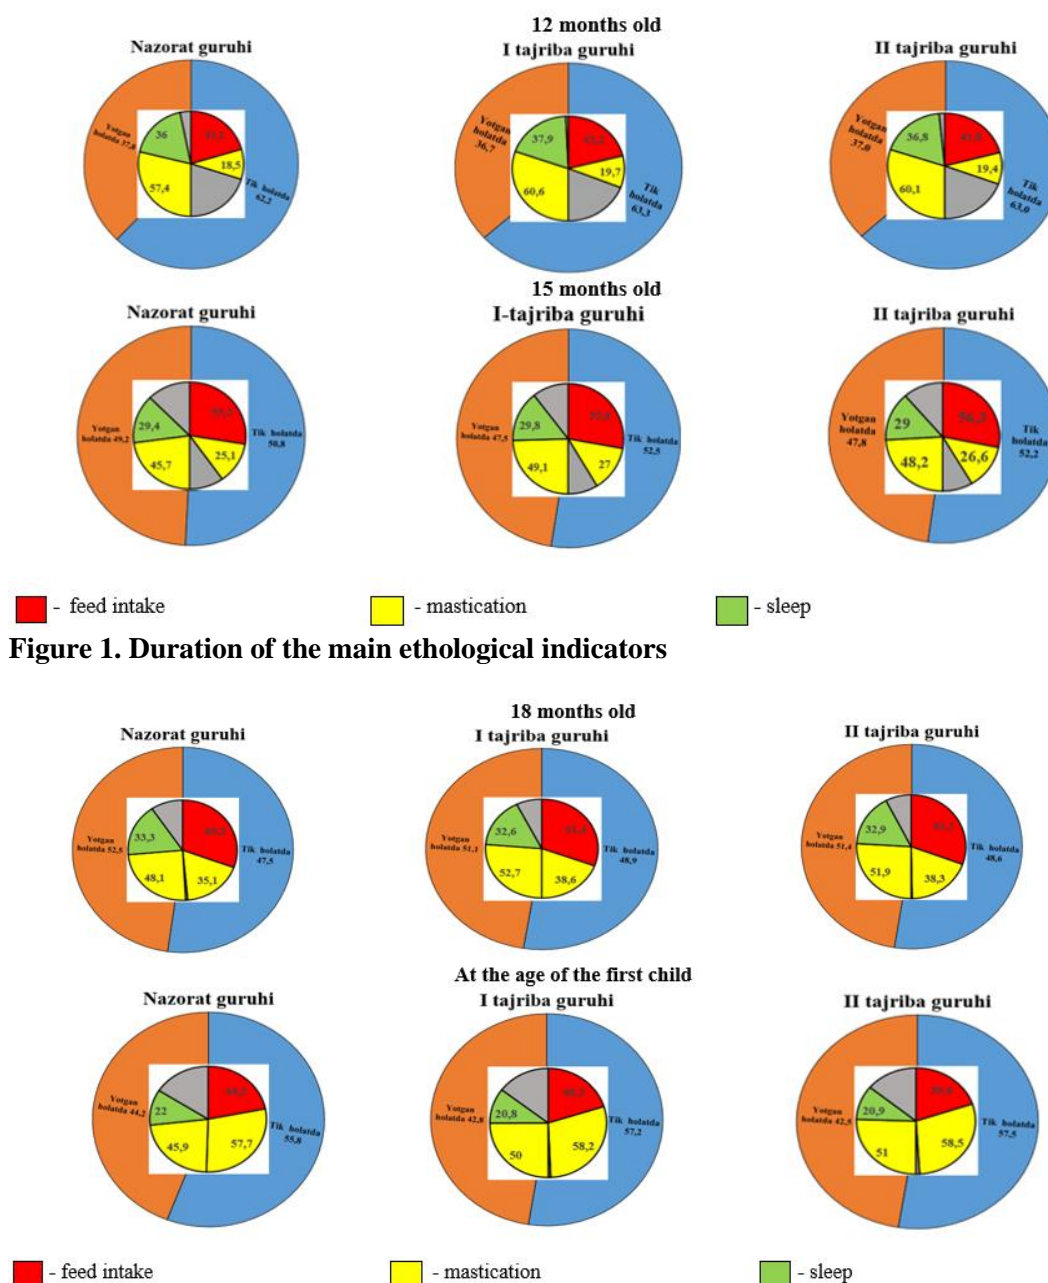 12 months old
Nazorat guruhi
I tajriba guruhi
II tajriba guruhi
Yotgan
holatda 37,8
36
18,5
57,4
Tik holatda
62,2
Yotgan
holatda
36,7
37,9
19,7
60,6
Tik
holatda
63,3
Yotgan
holatda
37,0
36,8
19,4
60,1
Tik
holatda
63,0
15 months old
Nazorat guruhi
I-tajriba guruhi
II tajriba guruhi
Yotgan
holatda 49,2
29,4
45,7
25,1
Tik holatda
50,8
Yotgan
holatda 47,5
29,8
49,1
27
Tik holatda
52,5
Yotgan
holatda
47,8
29
56,3
48,2
26,6
Tik
holatda
52,2
- feed intake
- mastication
- sleep
Figure 1. Duration of the main ethological indicators
18 months old
Nazorat guruhi
I tajriba guruhi
II tajriba guruhi
Yotgan
holatda 52,5
33,3
48,1
35,1
Tik holatda
47,5
Yotgan
holatda 51,1
32,6
52,7
38,6
Tik holatda
48,9
Yotgan
holatda 51,4
32,9
51,9
38,3
Tik holatda
48,6
At the age of the first child
Nazorat guruhi
I tajriba guruhi
II tajriba guruhi
Yotgan
holatda 44,2
22
45,9
57,7
Tik holatda
55,8
Yotgan
holatda 42,8
20,8
50
58,2
Tik holatda
57,2
Yotgan
holatda 42,5
20,9
51
58,5
Tik holatda
57,5
- feed intake
- mastication
- sleep